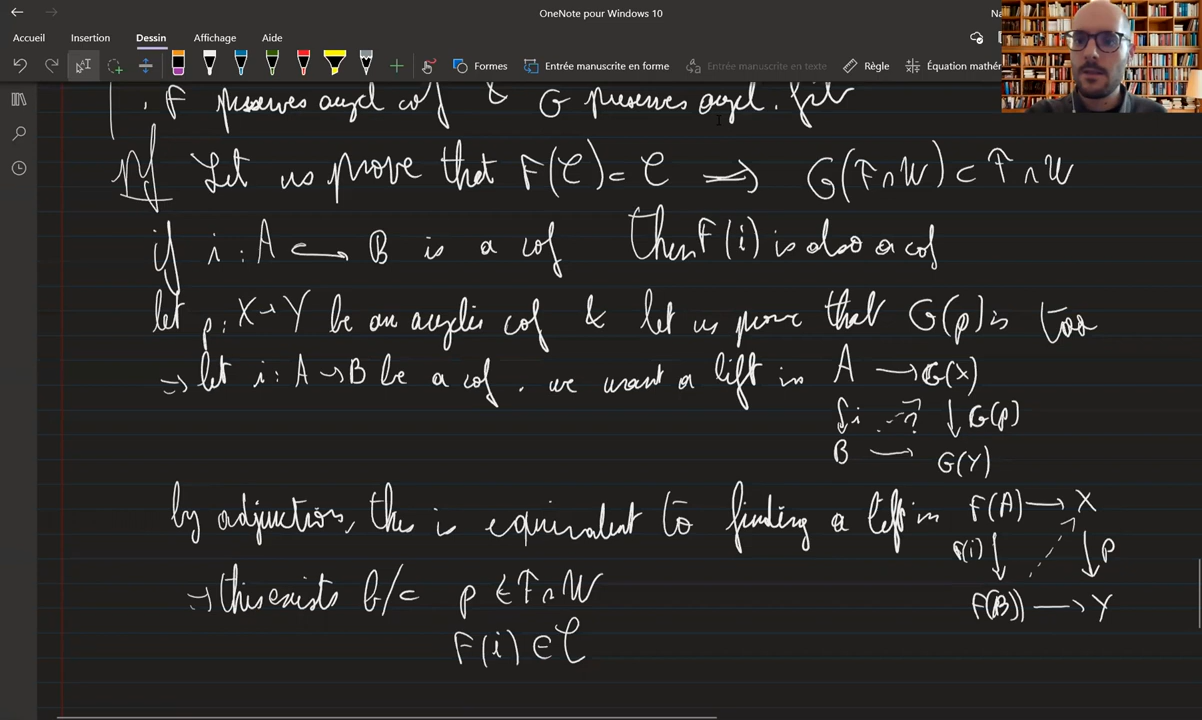 OneNote pour Windows 10
Accueil Insertion Dessin Affichage Aide
Formes Entrée manuscrite en forme Entrée manuscrite en texte Règle Équation mathém
. F preserves acycl cof & G preserves acycl. fib
Pf Let us prove that F(C) ⊂ C ⟹ G(F∩W) ⊂ F∩W
if i : A ↪ B is a cof then F(i) is also a cof
let p : X → Y be an acyclic cof & let us prove that G(p) is too
→ let i : A → B be a cof . we want a lift in A → G(X)
↓ i ? ↓ G(p)
B → G(Y)
by adjunction, this is equivalent to finding a left in F(A) → X
F(i) ↓ ↓ p
F(B)) → Y
→ this exists b/c p ∈ F∩W
F(i) ∈ C